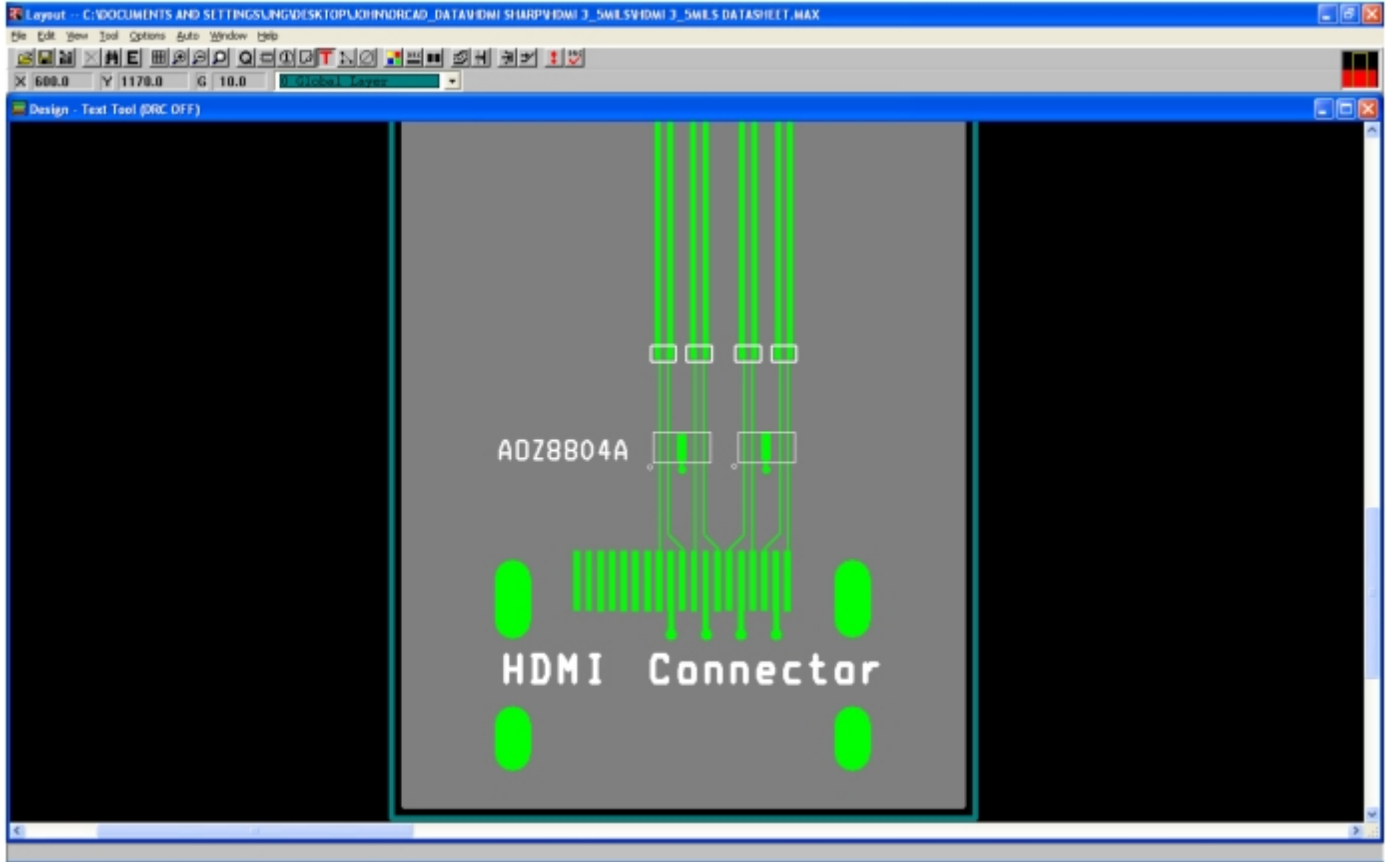 Layout -- C:\DOCUMENTS AND SETTINGS\JNG\DESKTOP\JOHN\ORCAD_DATA\HDMI SHARP\HDMI 3_5MILS\HDMI 3_5MILS DATASHEET.MAX
File Edit View Tool Options Auto Window Help
X 600.0 Y 1170.0 G 10.0 0 Global Layer
Design - Text Tool (DRC OFF)
AOZ8804A
HDMI Connector